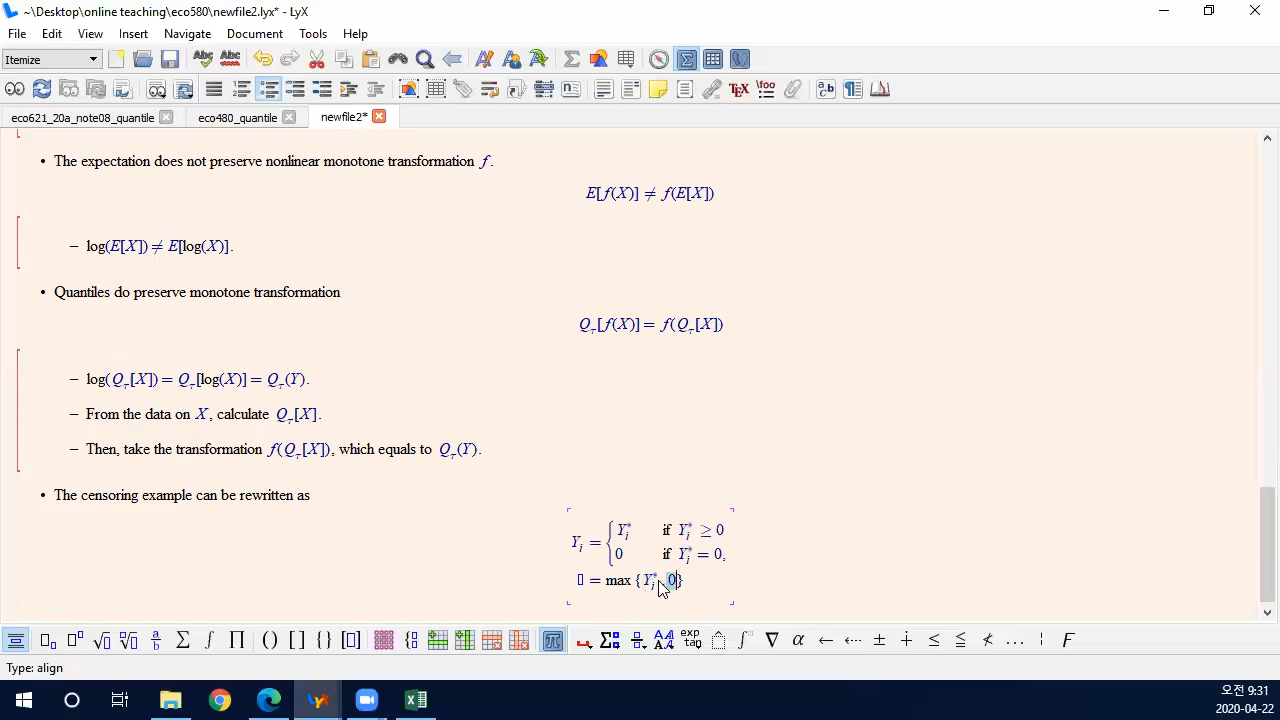 ~\Desktop\online teaching\eco580\newfile2.lyx* - LyX
File Edit View Insert Navigate Document Tools Help
Itemize
eco621_20a_note08_quantile eco480_quantile newfile2*
• The expectation does not preserve nonlinear monotone transformation f.
E[f(X)] ≠ f(E[X])
– log(E[X]) ≠ E[log(X)].
• Quantiles do preserve monotone transformation
Q_τ[f(X)] = f(Q_τ[X])
– log(Q_τ[X]) = Q_τ[log(X)] = Q_τ(Y).
– From the data on X, calculate Q_τ[X].
– Then, take the transformation f(Q_τ[X]), which equals to Q_τ(Y).
• The censoring example can be rewritten as
Y_i = { Y_i^* if Y_i^* ≥ 0
0 if Y_i^* = 0,
= max {Y_i^* 0}
Type: align
오전 9:31
2020-04-22